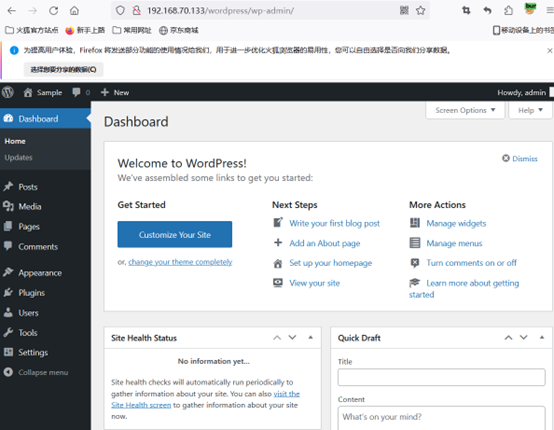 192.168.70.133/wordpress/wp-admin/
火狐官方站点 新手上路 常用网址 京东商城 移动设备上的书签
为提高用户体验，Firefox 将发送部分功能的使用情况给我们，用于进一步优化火狐浏览器的易用性，您可以自由选择是否向我们分享数据。
选择您要分享的数据(C)
Sample 0 New Howdy, admin
Dashboard
Home
Updates
Posts
Media
Pages
Comments
Appearance
Plugins
Users
Tools
Settings
Collapse menu
Screen Options Help
Dashboard
Welcome to WordPress! Dismiss
We've assembled some links to get you started:
Get Started
Customize Your Site
or, change your theme completely
Next Steps
Write your first blog post
Add an About page
Set up your homepage
View your site
More Actions
Manage widgets
Manage menus
Turn comments on or off
Learn more about getting
started
Site Health Status
No information yet...
Site health checks will automatically run periodically to
gather information about your site. You can also visit the
Site Health screen to gather information about your site
now.
Quick Draft
Title
Content
What's on your mind?